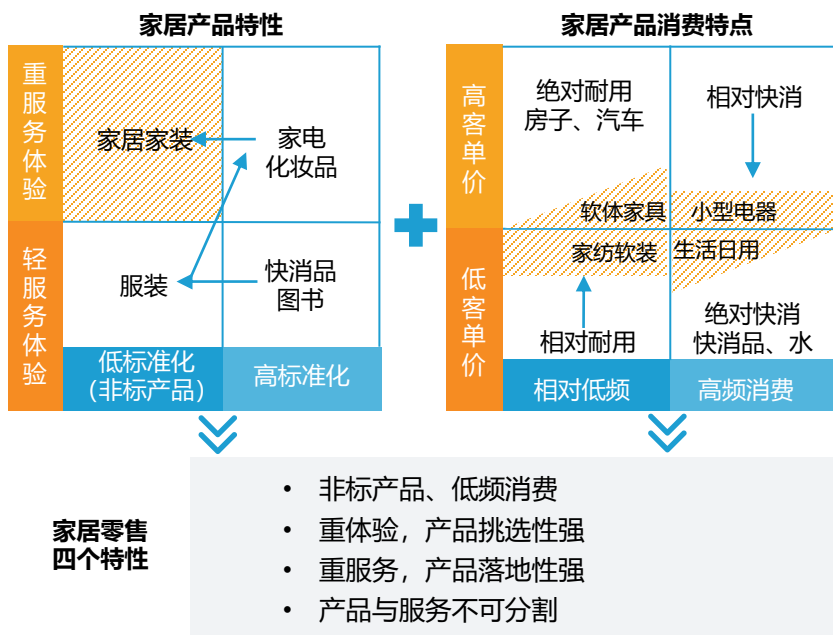 家居产品特性
重服务体验
轻服务体验
家居家装
家电
化妆品
服装
快消品
图书
低标准化
（非标产品）
高标准化
家居产品消费特点
高客单价
低客单价
绝对耐用
房子、汽车
相对快消
软体家具
小型电器
家纺软装
生活日用
相对耐用
绝对快消
快消品、水
相对低频
高频消费
家居零售
四个特性
• 非标产品、低频消费
• 重体验，产品挑选性强
• 重服务，产品落地性强
• 产品与服务不可分割